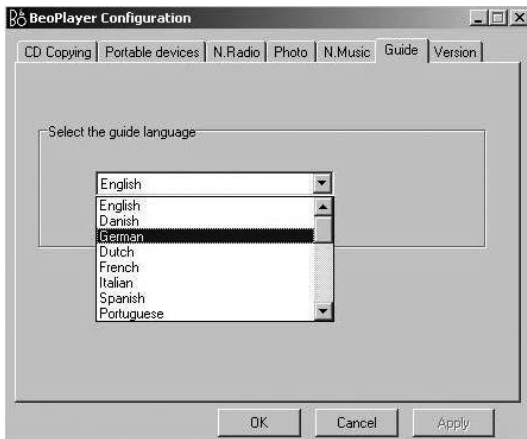 BeoPlayer Configuration
CD Copying Portable devices N.Radio Photo N.Music Guide Version
Select the guide language
English
English
Danish
German
Dutch
French
Italian
Spanish
Portuguese
OK Cancel Apply